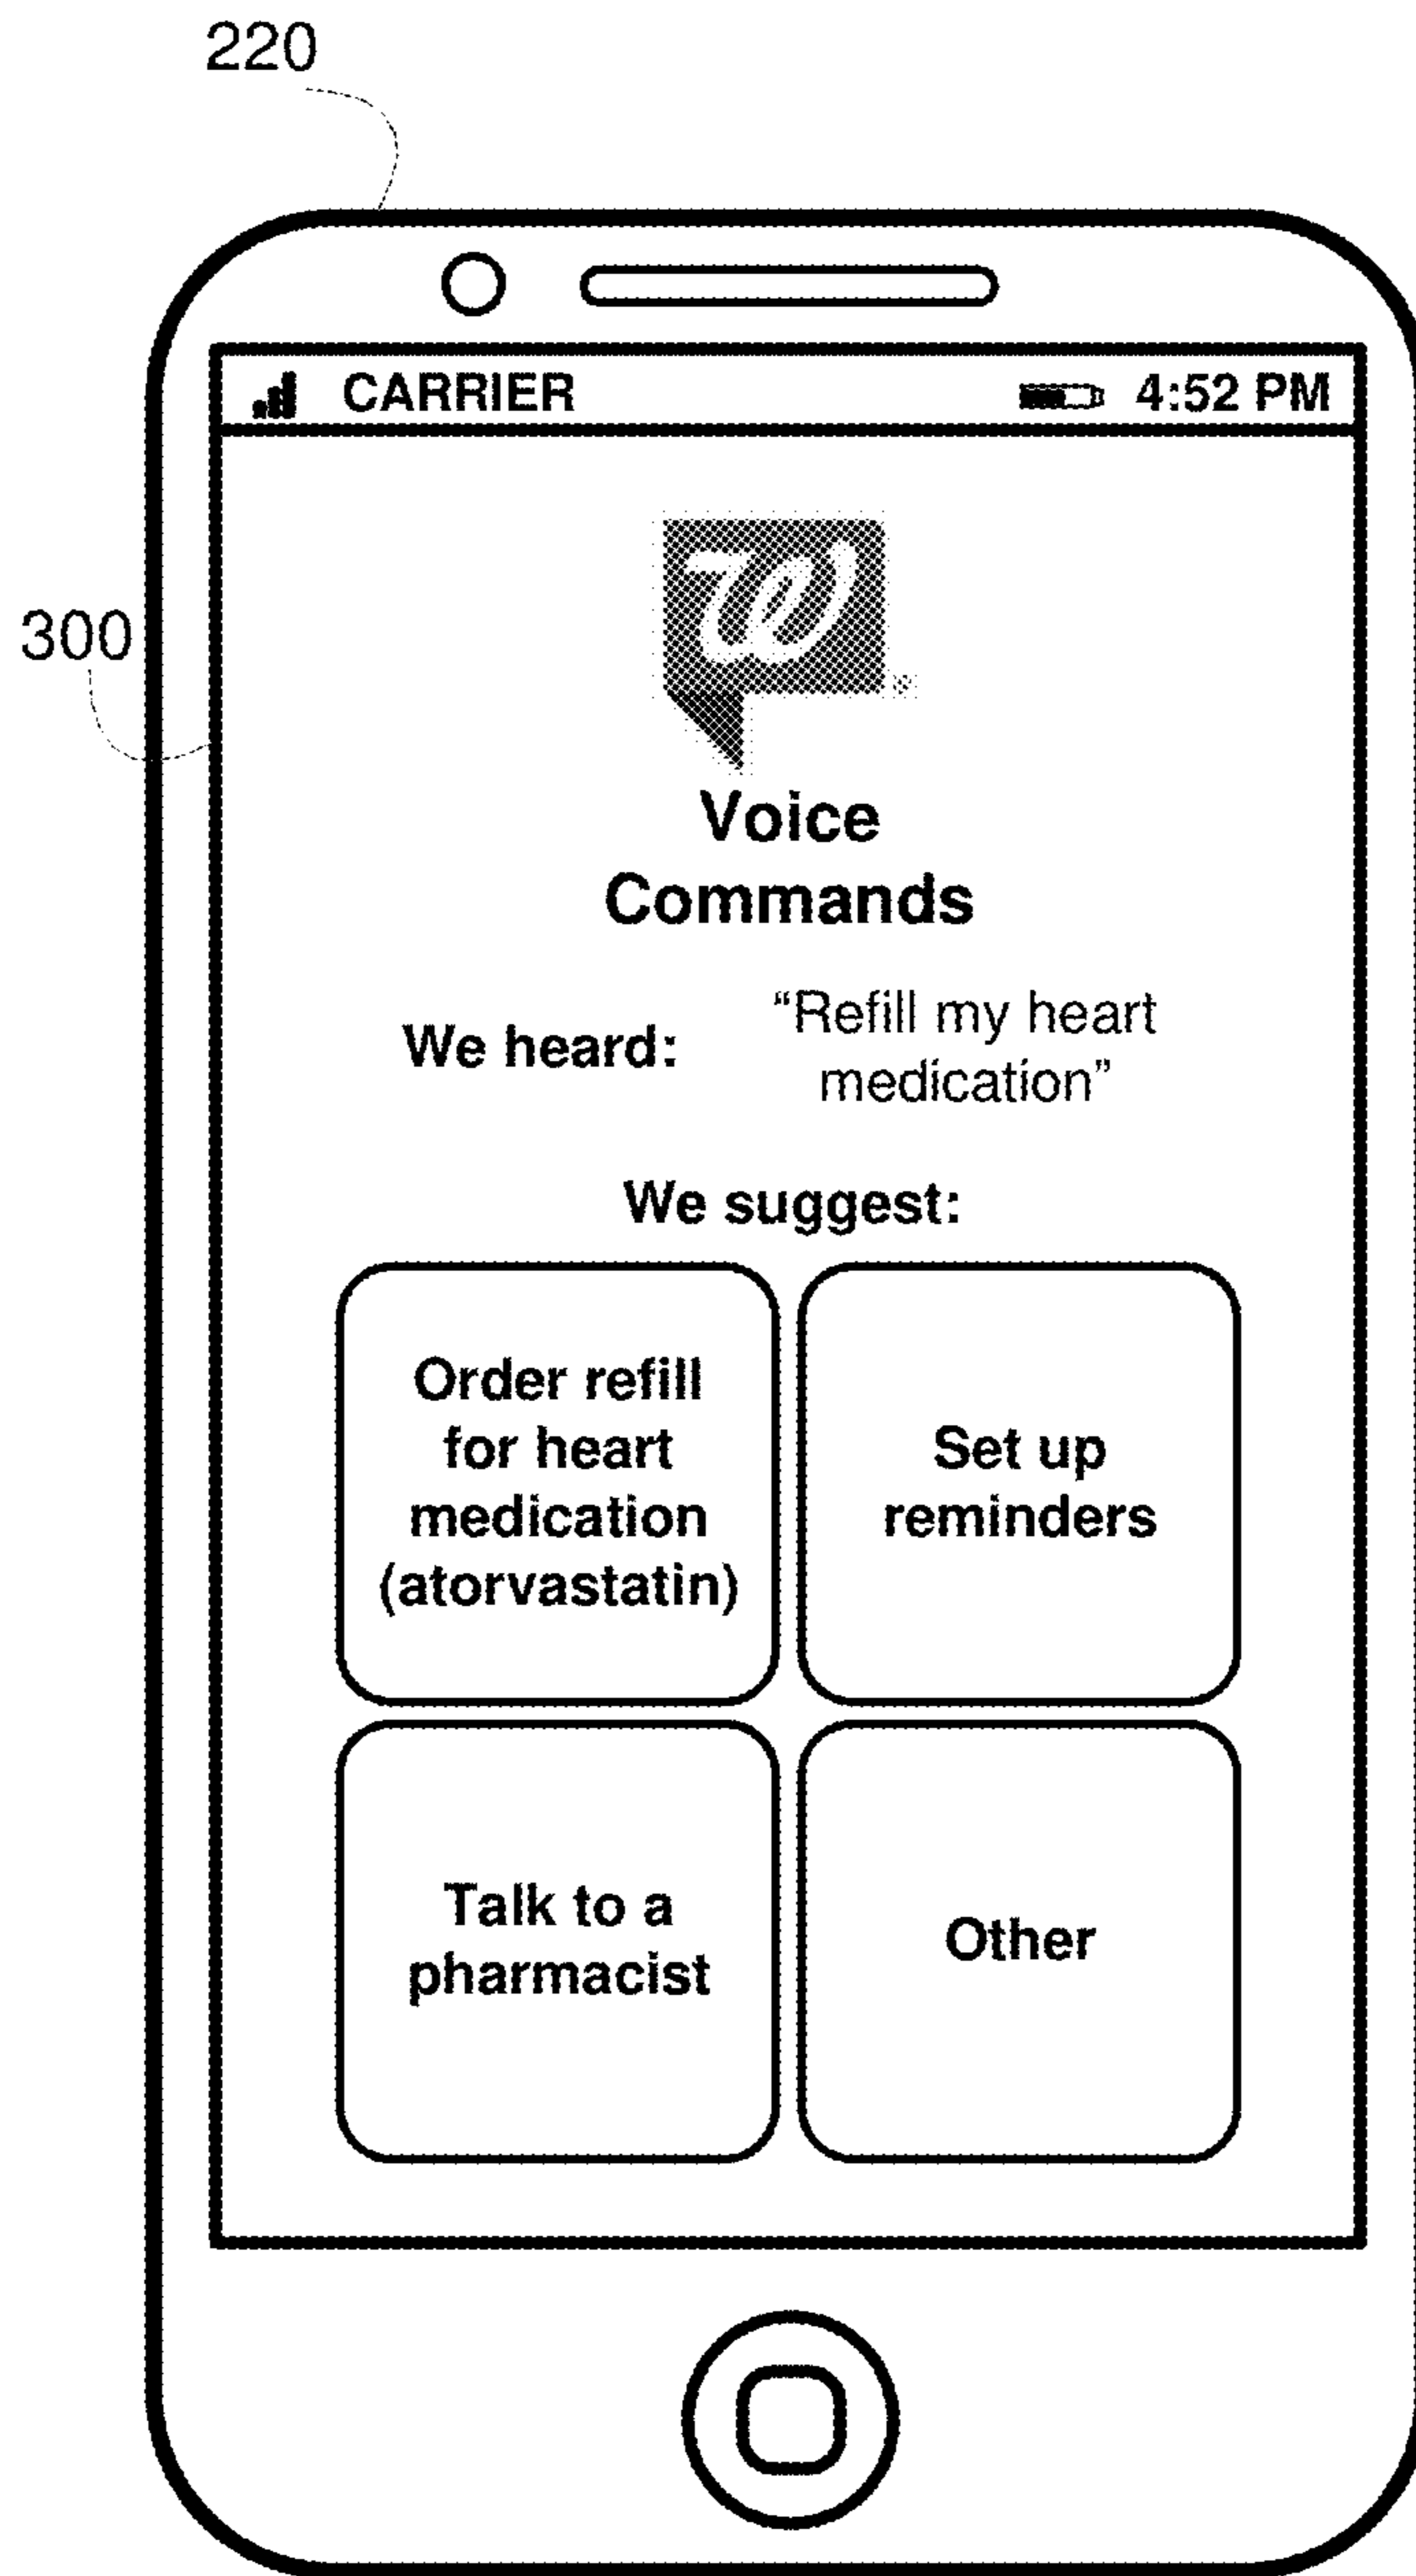 220
CARRIER 4:52 PM
W
300
Voice
Commands
We heard:
“Refill my heart
medication”
We suggest:
Order refill
for heart
medication
(atorvastatin)
Set up
reminders
Talk to a
pharmacist
Other